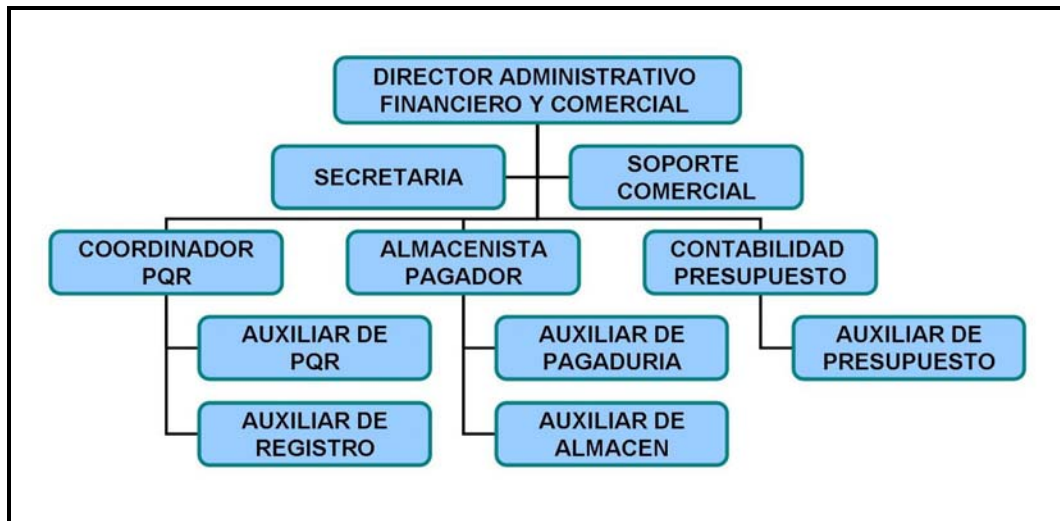 DIRECTOR ADMINISTRATIVO
FINANCIERO Y COMERCIAL
SECRETARIA
SOPORTE
COMERCIAL
COORDINADOR
PQR
ALMACENISTA
PAGADOR
CONTABILIDAD
PRESUPUESTO
AUXILIAR DE
PQR
AUXILIAR DE
PAGADURIA
AUXILIAR DE
PRESUPUESTO
AUXILIAR DE
REGISTRO
AUXILIAR DE
ALMACEN